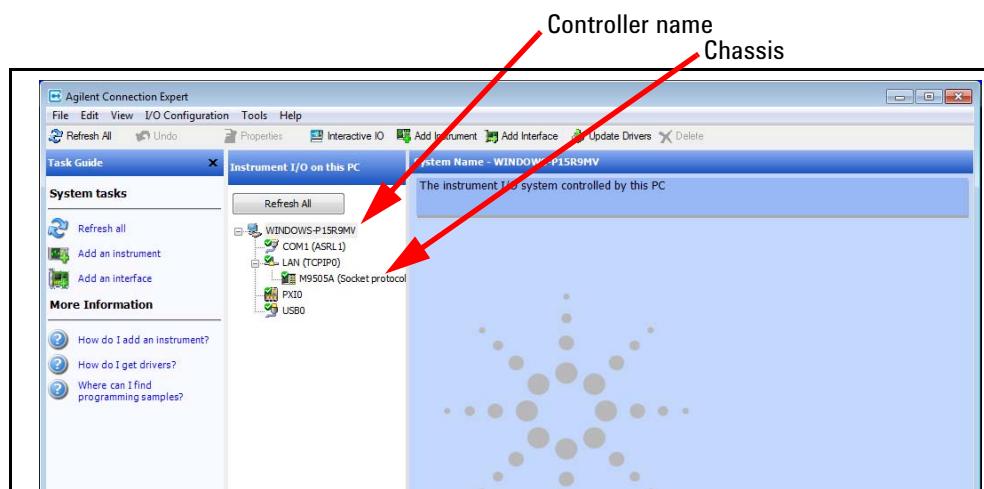 Controller name
Chassis
Agilent Connection Expert
File Edit View I/O Configuration Tools Help
Refresh All Undo Properties Interactive IO Add Instrument Add Interface Update Drivers Delete
Task Guide
System tasks
Refresh all
Add an instrument
Add an interface
More Information
How do I add an instrument?
How do I get drivers?
Where can I find
programming samples?
Instrument I/O on this PC
Refresh All
WINDOWS-P15R9MV
COM1 (ASRL1)
LAN (TCPIP0)
M9505A (Socket protocol
PXI0
USB0
System Name - WINDOWS-P15R9MV
The instrument I/O system controlled by this PC